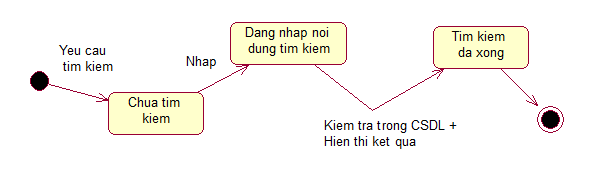 Yeu cau
tim kiem
Chua tim
kiem
Nhap
Dang nhap noi
dung tim kiem
Kiem tra trong CSDL +
Hien thi ket qua
Tim kiem
da xong